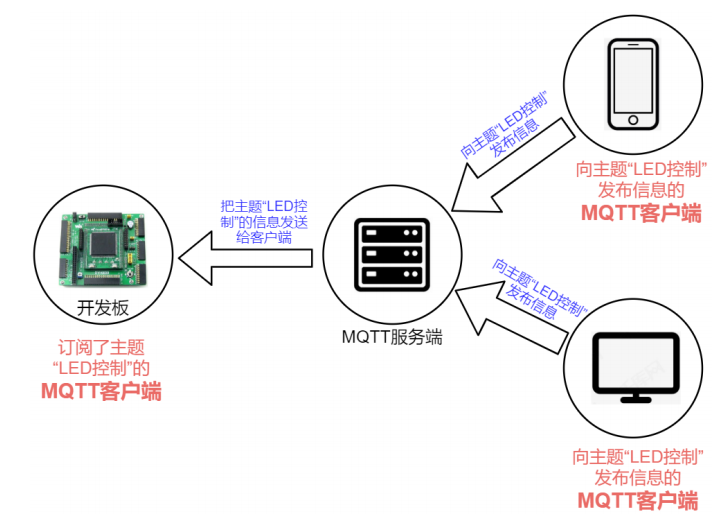 向主题“LED控制”
发布信息
向主题“LED控制”
发布信息的
MQTT客户端
把主题“LED控
制”的信息发送
给客户端
开发板
订阅了主题
“LED控制”的
MQTT客户端
MQTT服务端
向主题“LED控制”
发布信息
向主题“LED控制”
发布信息的
MQTT客户端